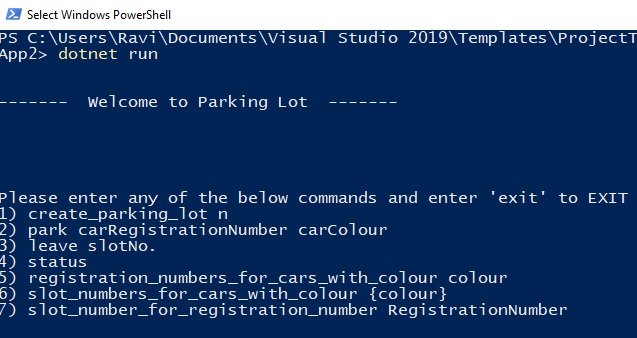 Select Windows PowerShell
PS C:\Users\Ravi\Documents\Visual Studio 2019\Templates\ProjectT
App2> dotnet run
------- Welcome to Parking Lot -------
Please enter any of the below commands and enter 'exit' to EXIT
1) create_parking_lot n
2) park carRegistrationNumber carColour
3) leave slotNo.
4) status
5) registration_numbers_for_cars_with_colour colour
6) slot_numbers_for_cars_with_colour {colour}
7) slot_number_for_registration_number RegistrationNumber